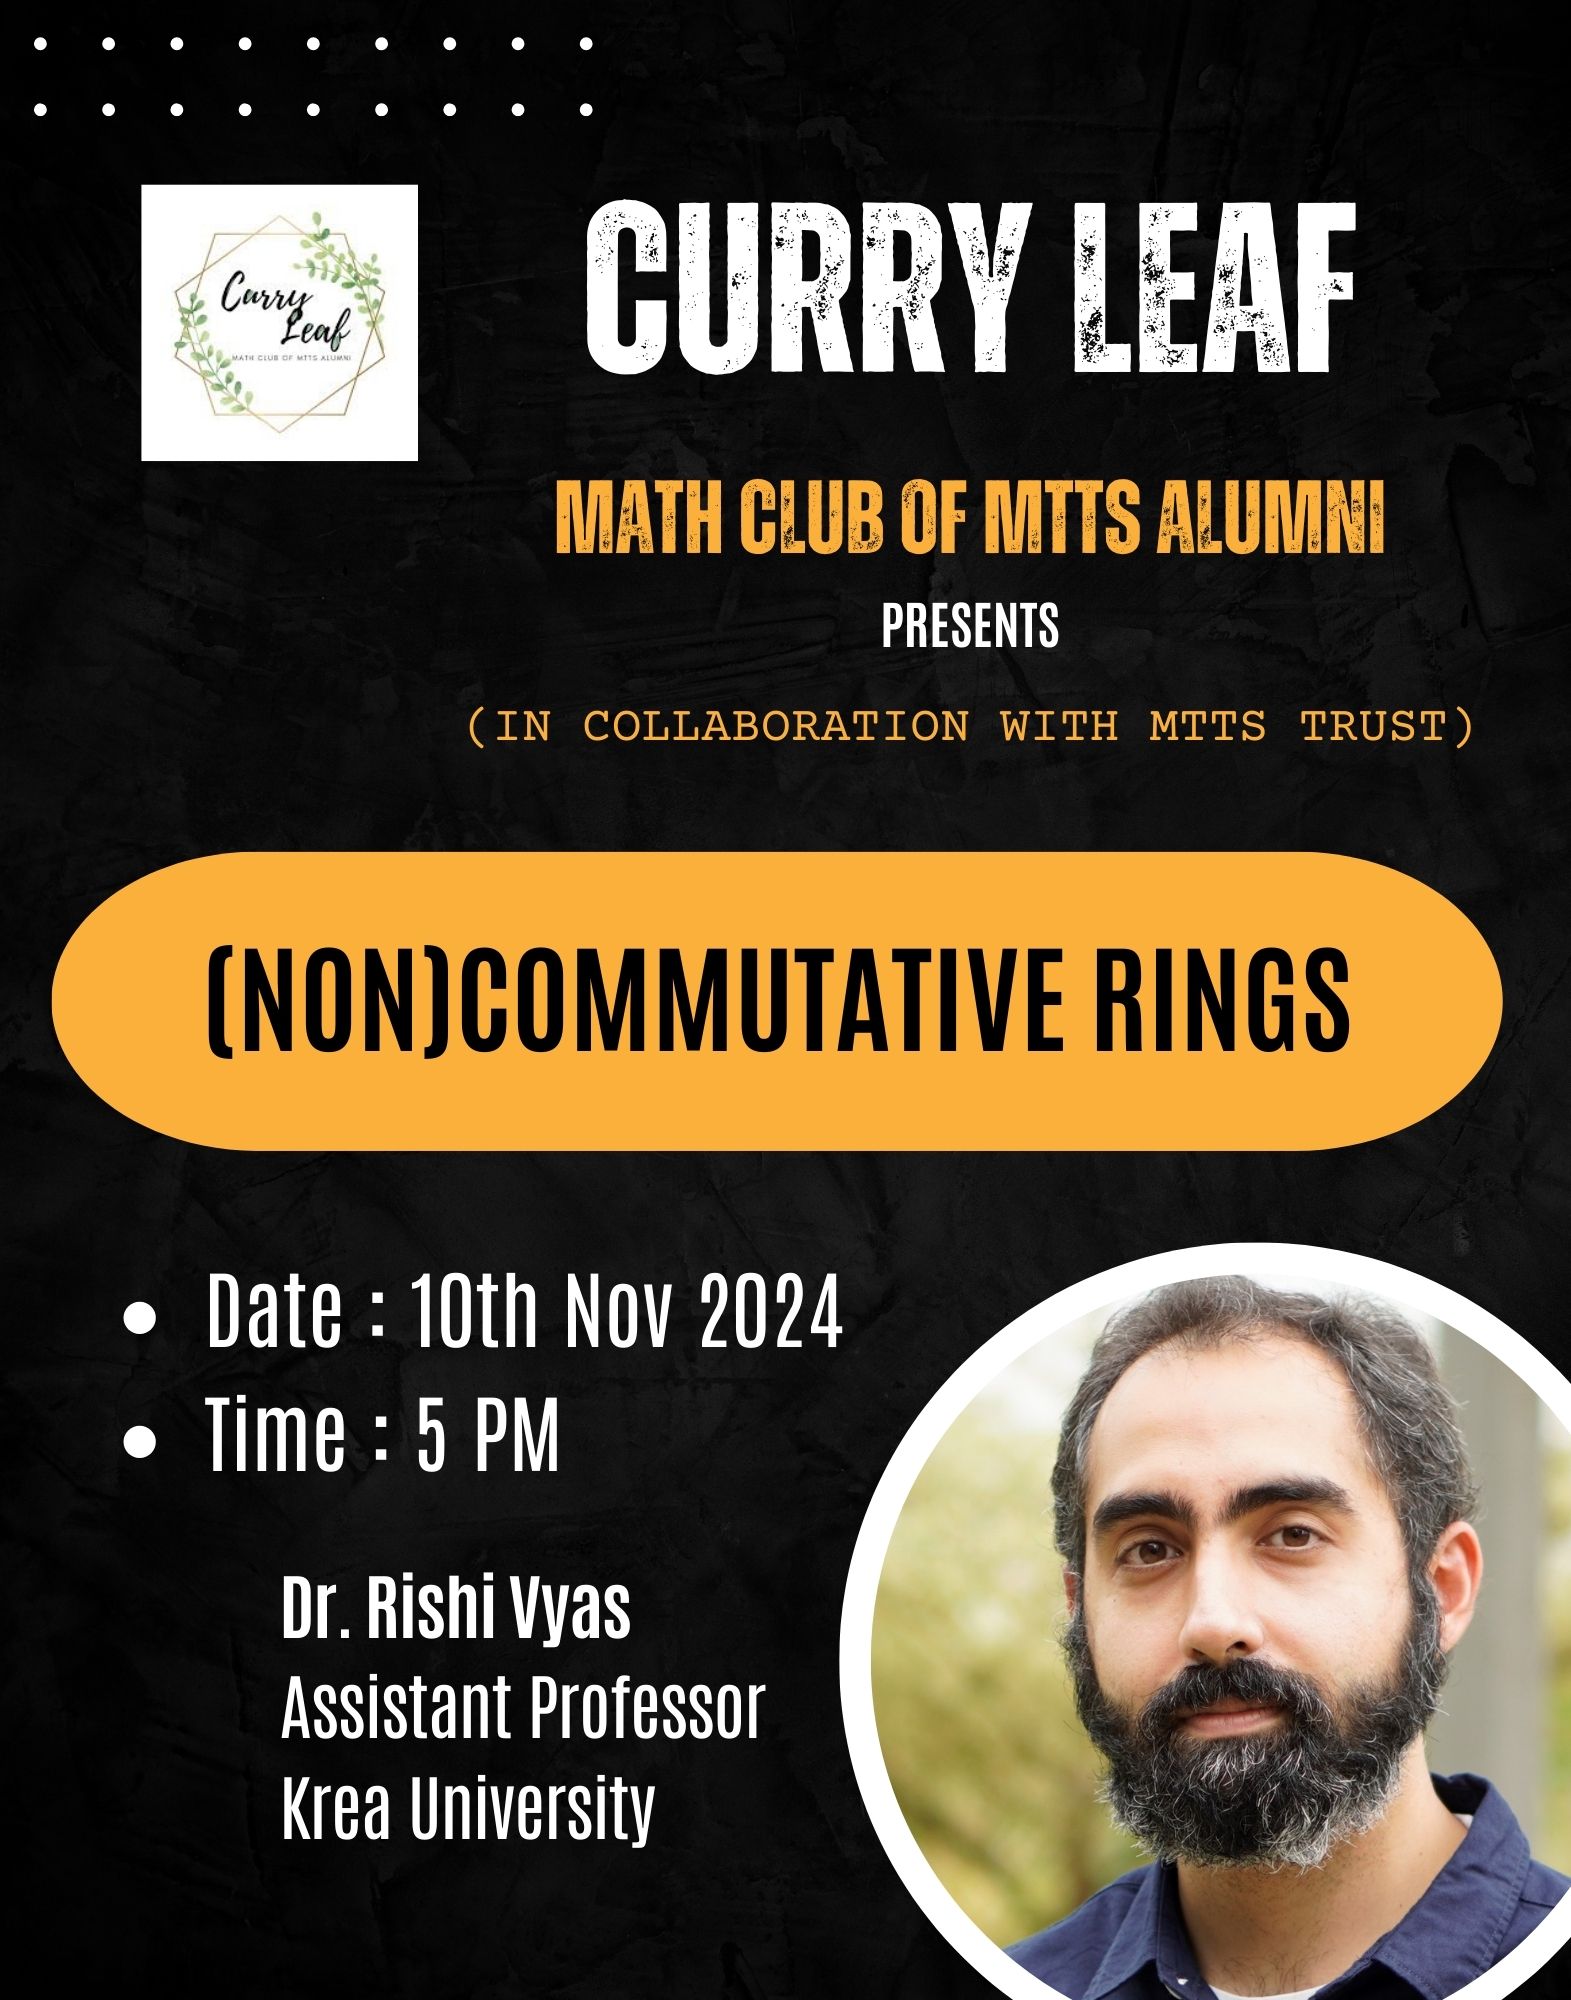 Curry
Leaf
MATH CLUB OF MTTS ALUMNI
CURRY LEAF
MATH CLUB OF MTTS ALUMNI
PRESENTS
(IN COLLABORATION WITH MTTS TRUST)
(NON)COMMUTATIVE RINGS
Date : 10th Nov 2024
Time : 5 PM
Dr. Rishi Vyas
Assistant Professor
Krea University